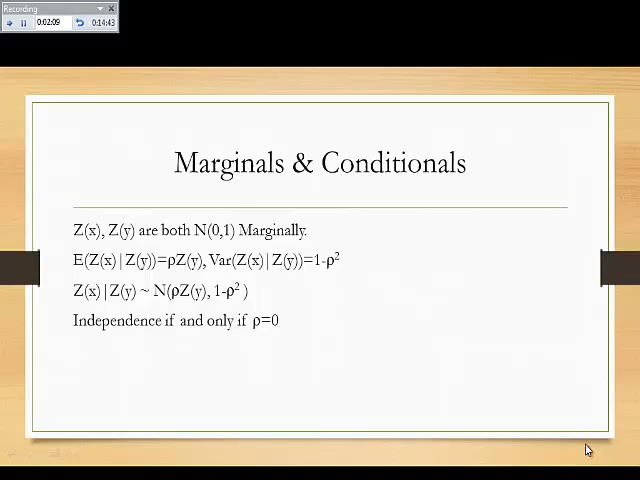 Recording
0:02:09
0:14:43
Marginals & Conditionals
Z(x), Z(y) are both N(0,1) Marginally.
E(Z(x)|Z(y))=ρZ(y), Var(Z(x)|Z(y))=1-ρ²
Z(x)|Z(y) ~ N(ρZ(y), 1-ρ² )
Independence if and only if ρ=0